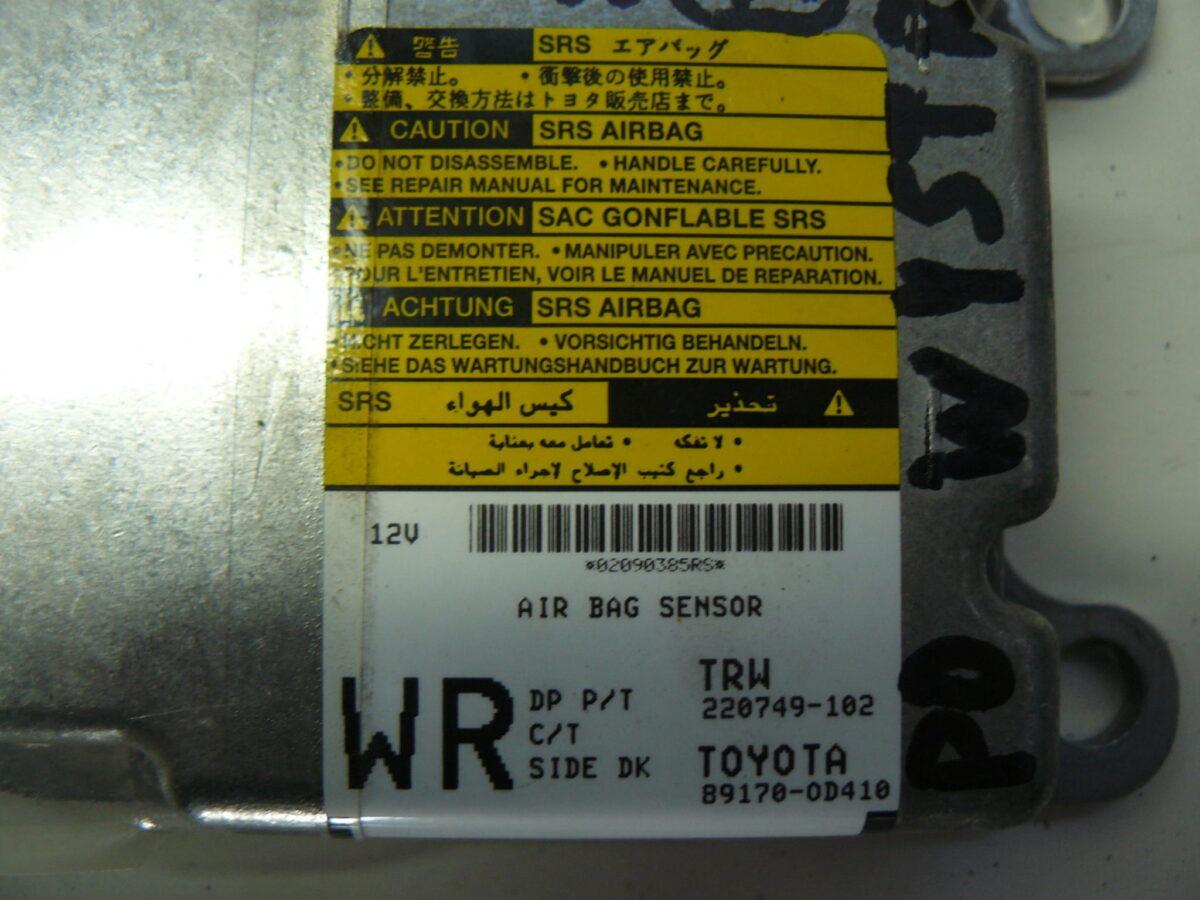 警告 SRS エアバッグ
・分解禁止。 ・衝撃後の使用禁止。
・整備、交換方法はトヨタ販売店まで。
CAUTION SRS AIRBAG
•DO NOT DISASSEMBLE. •HANDLE CAREFULLY.
•SEE REPAIR MANUAL FOR MAINTENANCE.
ATTENTION SAC GONFLABLE SRS
•NE PAS DEMONTER. •MANIPULER AVEC PRECAUTION.
•POUR L'ENTRETIEN, VOIR LE MANUEL DE REPARATION.
ACHTUNG SRS AIRBAG
•NICHT ZERLEGEN. •VORSICHTIG BEHANDELN.
•SIEHE DAS WARTUNGSHANDBUCH ZUR WARTUNG.
تحذير كيس الهواء SRS
• لا تفكه • تعامل معه بعناية
• راجع كتيب الإصلاح لإجراء الصيانة
12V
*02090385RS*
AIR BAG SENSOR
WR
DP P/T
C/T
SIDE DK
TRW
220749-102
TOYOTA
89170-0D410
PO WYST